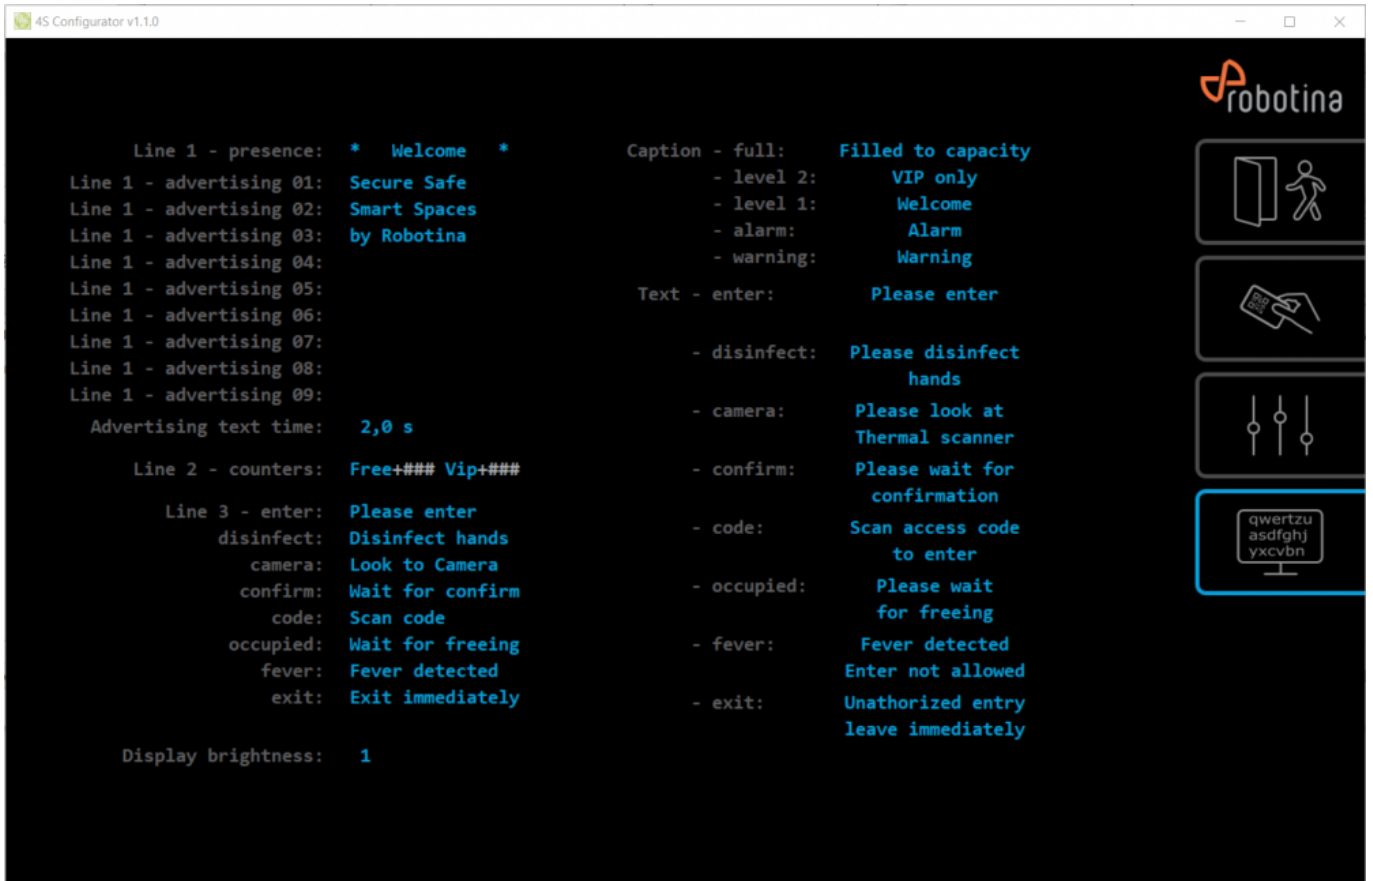 4S Configurator v1.1.0
robotina
Line 1 - presence: * Welcome *
Line 1 - advertising 01: Secure Safe
Line 1 - advertising 02: Smart Spaces
Line 1 - advertising 03: by Robotina
Line 1 - advertising 04:
Line 1 - advertising 05:
Line 1 - advertising 06:
Line 1 - advertising 07:
Line 1 - advertising 08:
Line 1 - advertising 09:
Advertising text time: 2,0 s
Line 2 - counters: Free+### Vip+###
Line 3 - enter: Please enter
disinfect: Disinfect hands
camera: Look to Camera
confirm: Wait for confirm
code: Scan code
occupied: Wait for freeing
fever: Fever detected
exit: Exit immediately
Display brightness: 1
Caption - full: Filled to capacity
- level 2: VIP only
- level 1: Welcome
- alarm: Alarm
- warning: Warning
Text - enter: Please enter
- disinfect: Please disinfect
hands
- camera: Please look at
Thermal scanner
- confirm: Please wait for
confirmation
- code: Scan access code
to enter
- occupied: Please wait
for freeing
- fever: Fever detected
Enter not allowed
- exit: Unathorized entry
leave immediately
qwertzu
asdfghj
yxcvbn